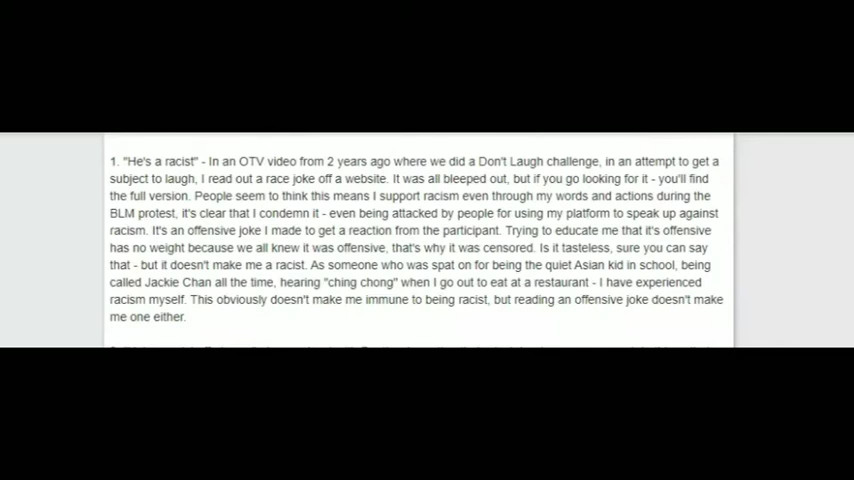 1. "He's a racist" - In an OTV video from 2 years ago where we did a Don't Laugh challenge, in an attempt to get a
subject to laugh, I read out a race joke off a website. It was all bleeped out, but if you go looking for it - you'll find
the full version. People seem to think this means I support racism even through my words and actions during the
BLM protest, it's clear that I condemn it - even being attacked by people for using my platform to speak up against
racism. It's an offensive joke I made to get a reaction from the participant. Trying to educate me that it's offensive
has no weight because we all knew it was offensive, that's why it was censored. Is it tasteless, sure you can say
that - but it doesn't make me a racist. As someone who was spat on for being the quiet Asian kid in school, being
called Jackie Chan all the time, hearing "ching chong" when I go out to eat at a restaurant - I have experienced
racism myself. This obviously doesn't make me immune to being racist, but reading an offensive joke doesn't make
me one either.